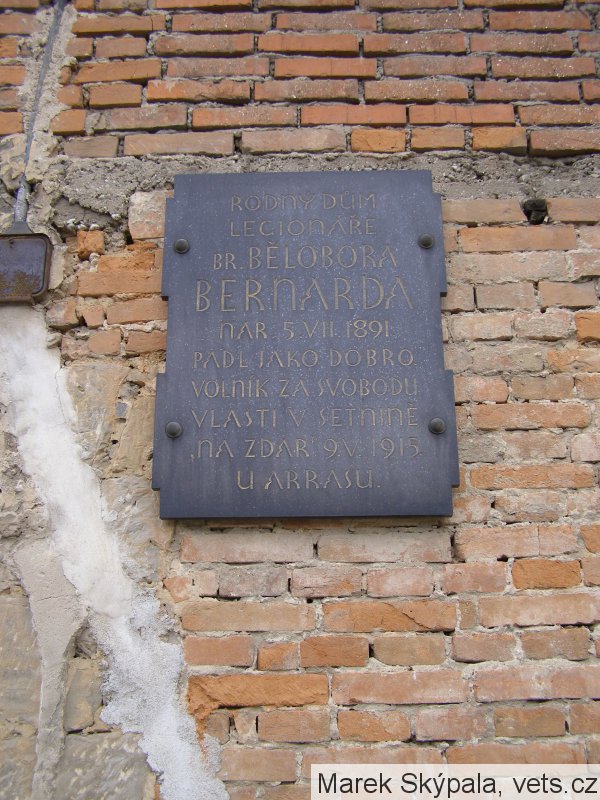 RODNÝ DŮM
LEGIONÁŘE
BR. BĚLOBORA
BERNARDA
NAR. 5. VII. 1891
PADL JAKO DOBRO
VOLNÍK ZA SVOBODU
VLASTI V SETNINĚ
„NA ZDAR” 9. V. 1915
U ARRASU.
Marek Skýpala, vets.cz